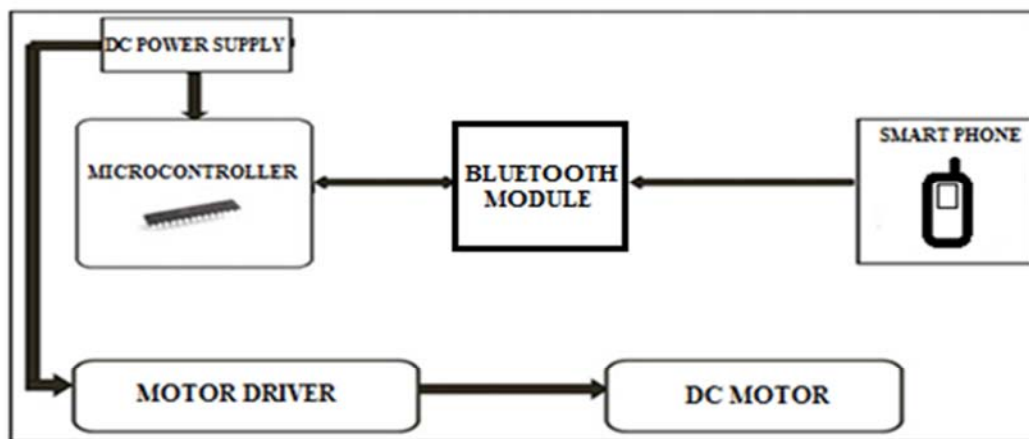 DC POWER SUPPLY
MICROCONTROLLER
BLUETOOTH
MODULE
SMART PHONE
MOTOR DRIVER
DC MOTOR